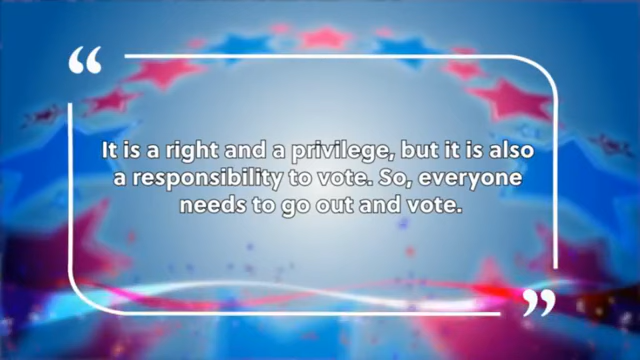 “
It is a right and a privilege, but it is also
a responsibility to vote. So, everyone
needs to go out and vote.
”